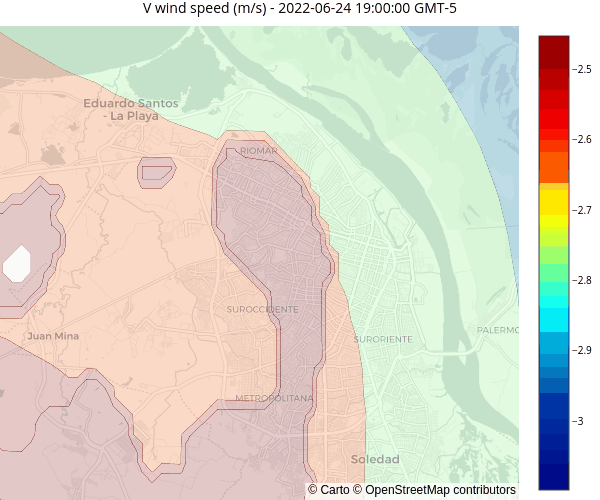 V wind speed (m/s) - 2022-06-24 19:00:00 GMT-5
Eduardo Santos
- La Playa
RIOMAR
SUROCCIDENTE
Juan Mina
SURORIENTE
PALERMO
METROPOLITANA
Soledad
© Carto © OpenStreetMap contributors
−2.5
−2.6
−2.7
−2.8
−2.9
−3